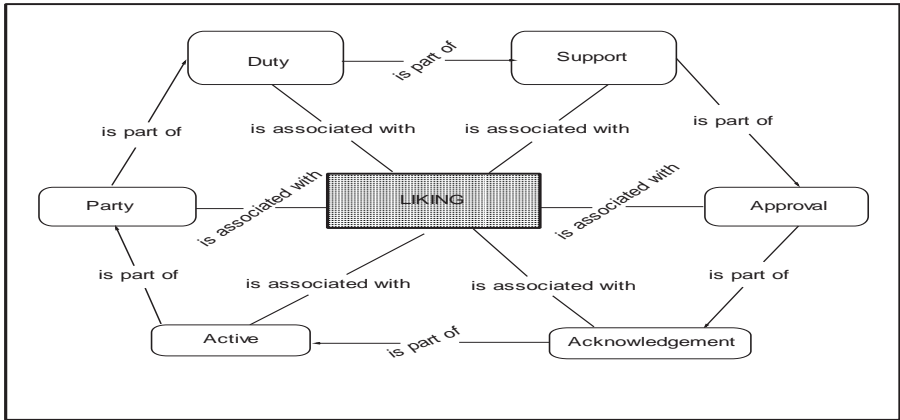 Duty
is part of
Support
is part of
is associated with
is associated with
is part of
Party
is associated with
LIKING
is associated with
Approval
is part of
is associated with
is associated with
is part of
Active
is part of
Acknowledgement